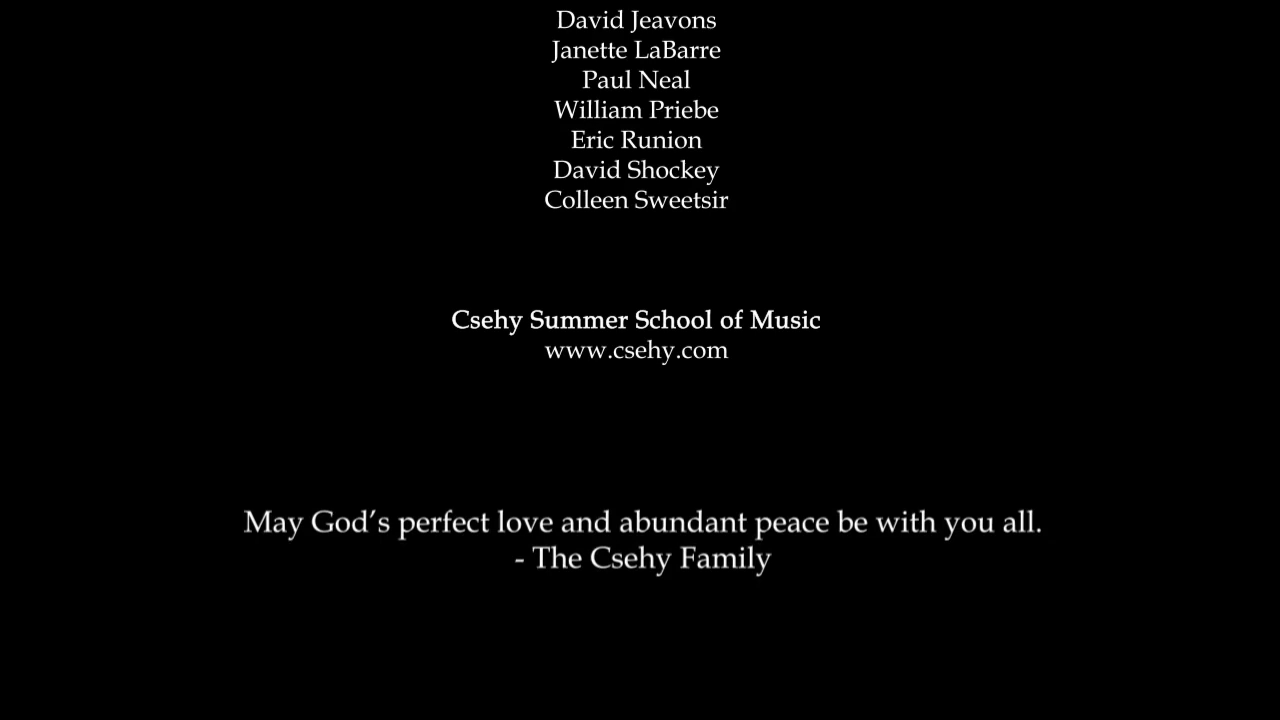 David Jeavons
Janette LaBarre
Paul Neal
William Priebe
Eric Runion
David Shockey
Colleen Sweetsir
Csehy Summer School of Music
www.csehy.com
May God’s perfect love and abundant peace be with you all.
- The Csehy Family